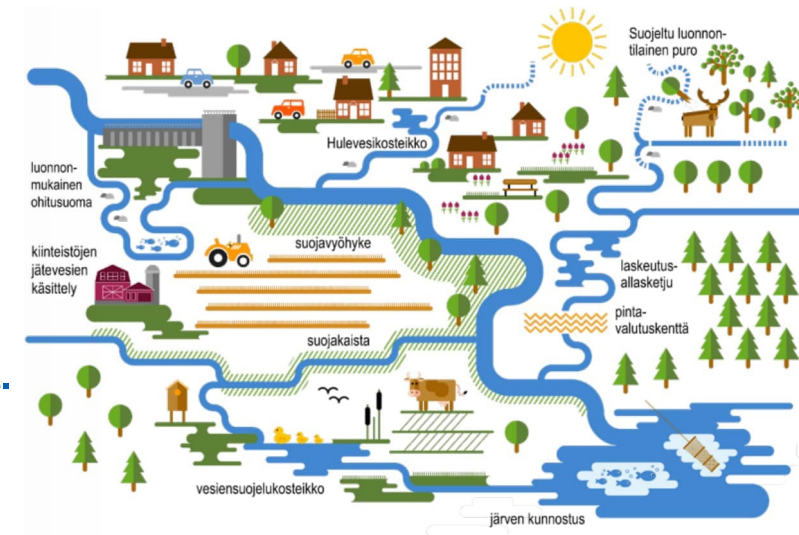 Suojeltu luonnon-
tilainen puro
Hulevesikosteikko
luonnon-
mukainen
ohitusuoma
suojavyöhyke
kiinteistöjen
jätevesien
käsittely
laskeutus-
allasketju
pinta-
valutuskenttä
suojakaista
vesiensuojelukosteikko
järven kunnostus